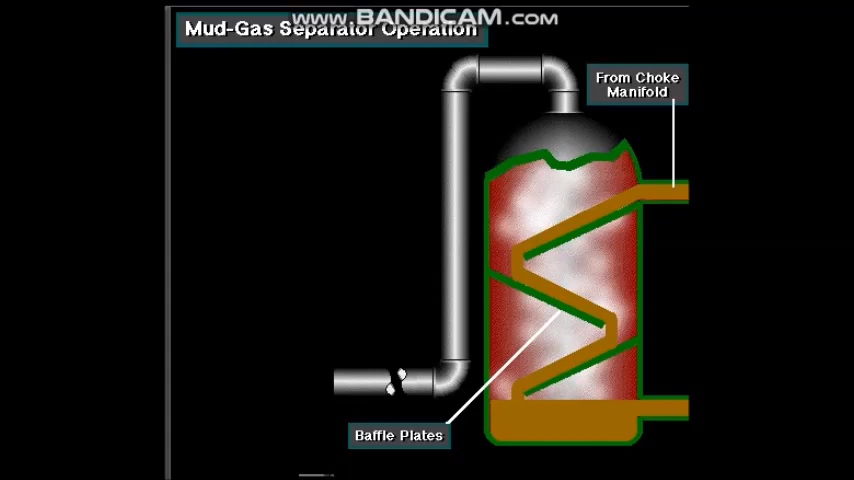 www.BANDICAM.com
Mud-Gas Separator Operation
From Choke
Manifold
Baffle Plates